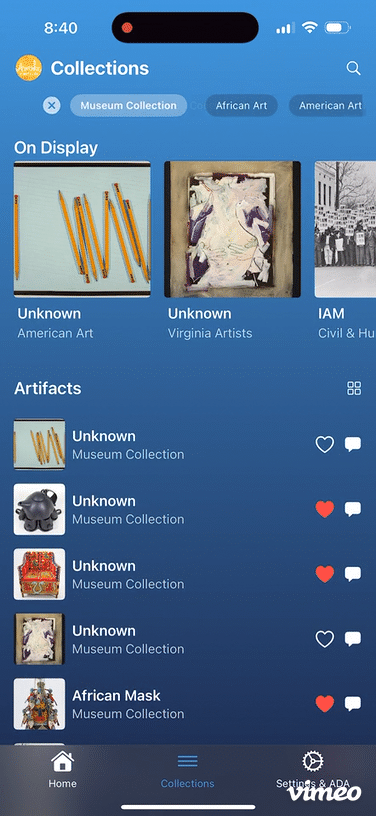 8:40
Collections
Museum Collection
African Art
American Art
On Display
Unknown
American Art
Unknown
Virginia Artists
IAM
Civil & Hu
Artifacts
Unknown
Museum Collection
Unknown
Museum Collection
Unknown
Museum Collection
Unknown
Museum Collection
African Mask
Museum Collection
Home
Collections
Settings & ADA
vimeo